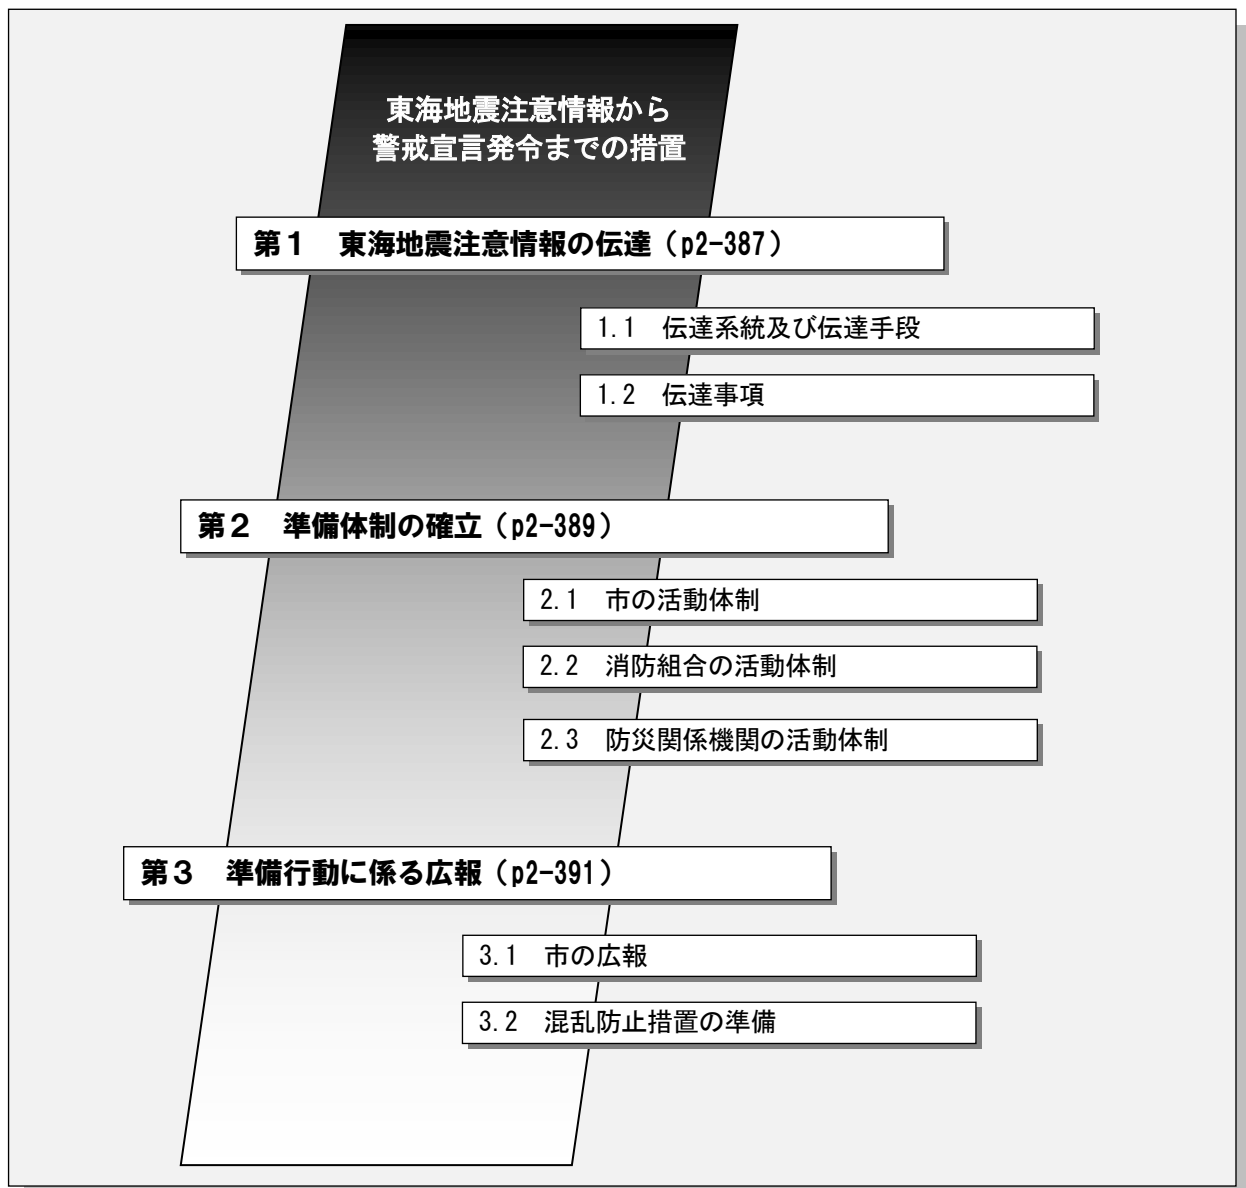 東海地震注意情報から
警戒宣言発令までの措置
第１　東海地震注意情報の伝達（p2-387）
1.1　伝達系統及び伝達手段
1.2　伝達事項
第２　準備体制の確立（p2-389）
2.1　市の活動体制
2.2　消防組合の活動体制
2.3　防災関係機関の活動体制
第３　準備行動に係る広報（p2-391）
3.1　市の広報
3.2　混乱防止措置の準備